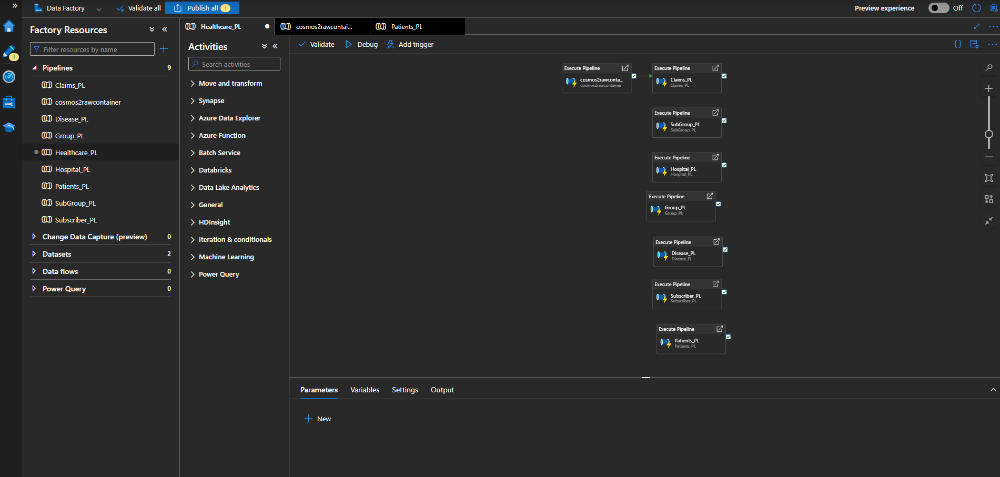 Data Factory
Validate all
Publish all 1
Preview experience
Off
1
Factory Resources
Filter resources by name
Pipelines 9
Claims_PL
cosmos2rawcontainer
Disease_PL
Group_PL
Healthcare_PL
Hospital_PL
Patients_PL
SubGroup_PL
Subscriber_PL
Change Data Capture (preview) 0
Datasets 2
Data flows 0
Power Query 0
Healthcare_PL
cosmos2rawcontai...
Patients_PL
Activities
Search activities
Move and transform
Synapse
Azure Data Explorer
Azure Function
Batch Service
Databricks
Data Lake Analytics
General
HDInsight
Iteration & conditionals
Machine Learning
Power Query
Validate
Debug
Add trigger
Execute Pipeline
cosmos2rawconta...
cosmos2rawcontainer
Execute Pipeline
Claims_PL
Claims_PL
Execute Pipeline
SubGroup_PL
SubGroup_PL
Execute Pipeline
Hospital_PL
Hospital_PL
Execute Pipeline
Group_PL
Group_PL
Execute Pipeline
Disease_PL
Disease_PL
Execute Pipeline
Subscriber_PL
Subscriber_PL
Execute Pipeline
Patients_PL
Patients_PL
Parameters
Variables
Settings
Output
New